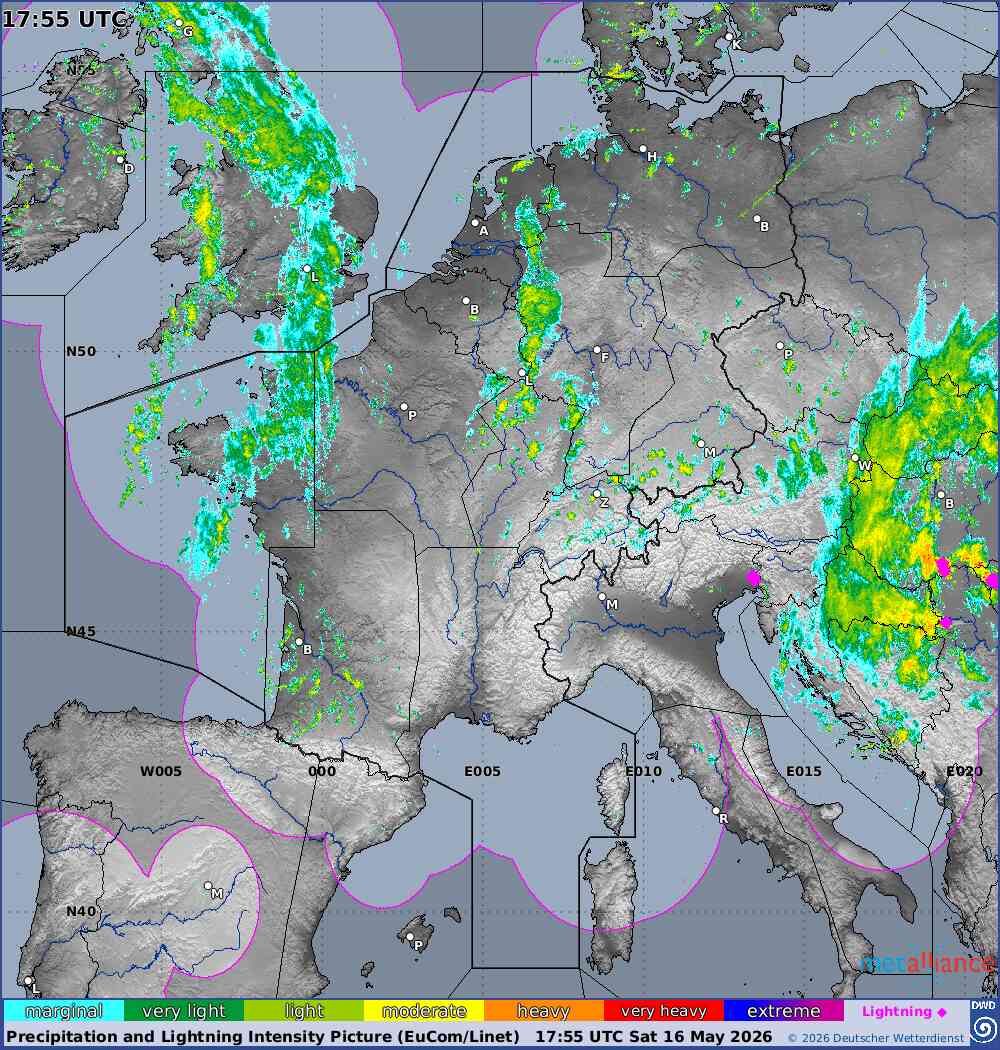 17:55 UTC
G
K
N55
D
H
A
B
L
B
N50
P
F
L
P
M
W
Z
B
M
N45
B
W005
000
E005
E010
E015
E020
R
M
N40
P
L
metalliance
marginal very light light moderate heavy very heavy extreme Lightning ◆
DWD
Precipitation and Lightning Intensity Picture (EuCom/Linet) 17:55 UTC Sat 16 May 2026 © 2026 Deutscher Wetterdienst